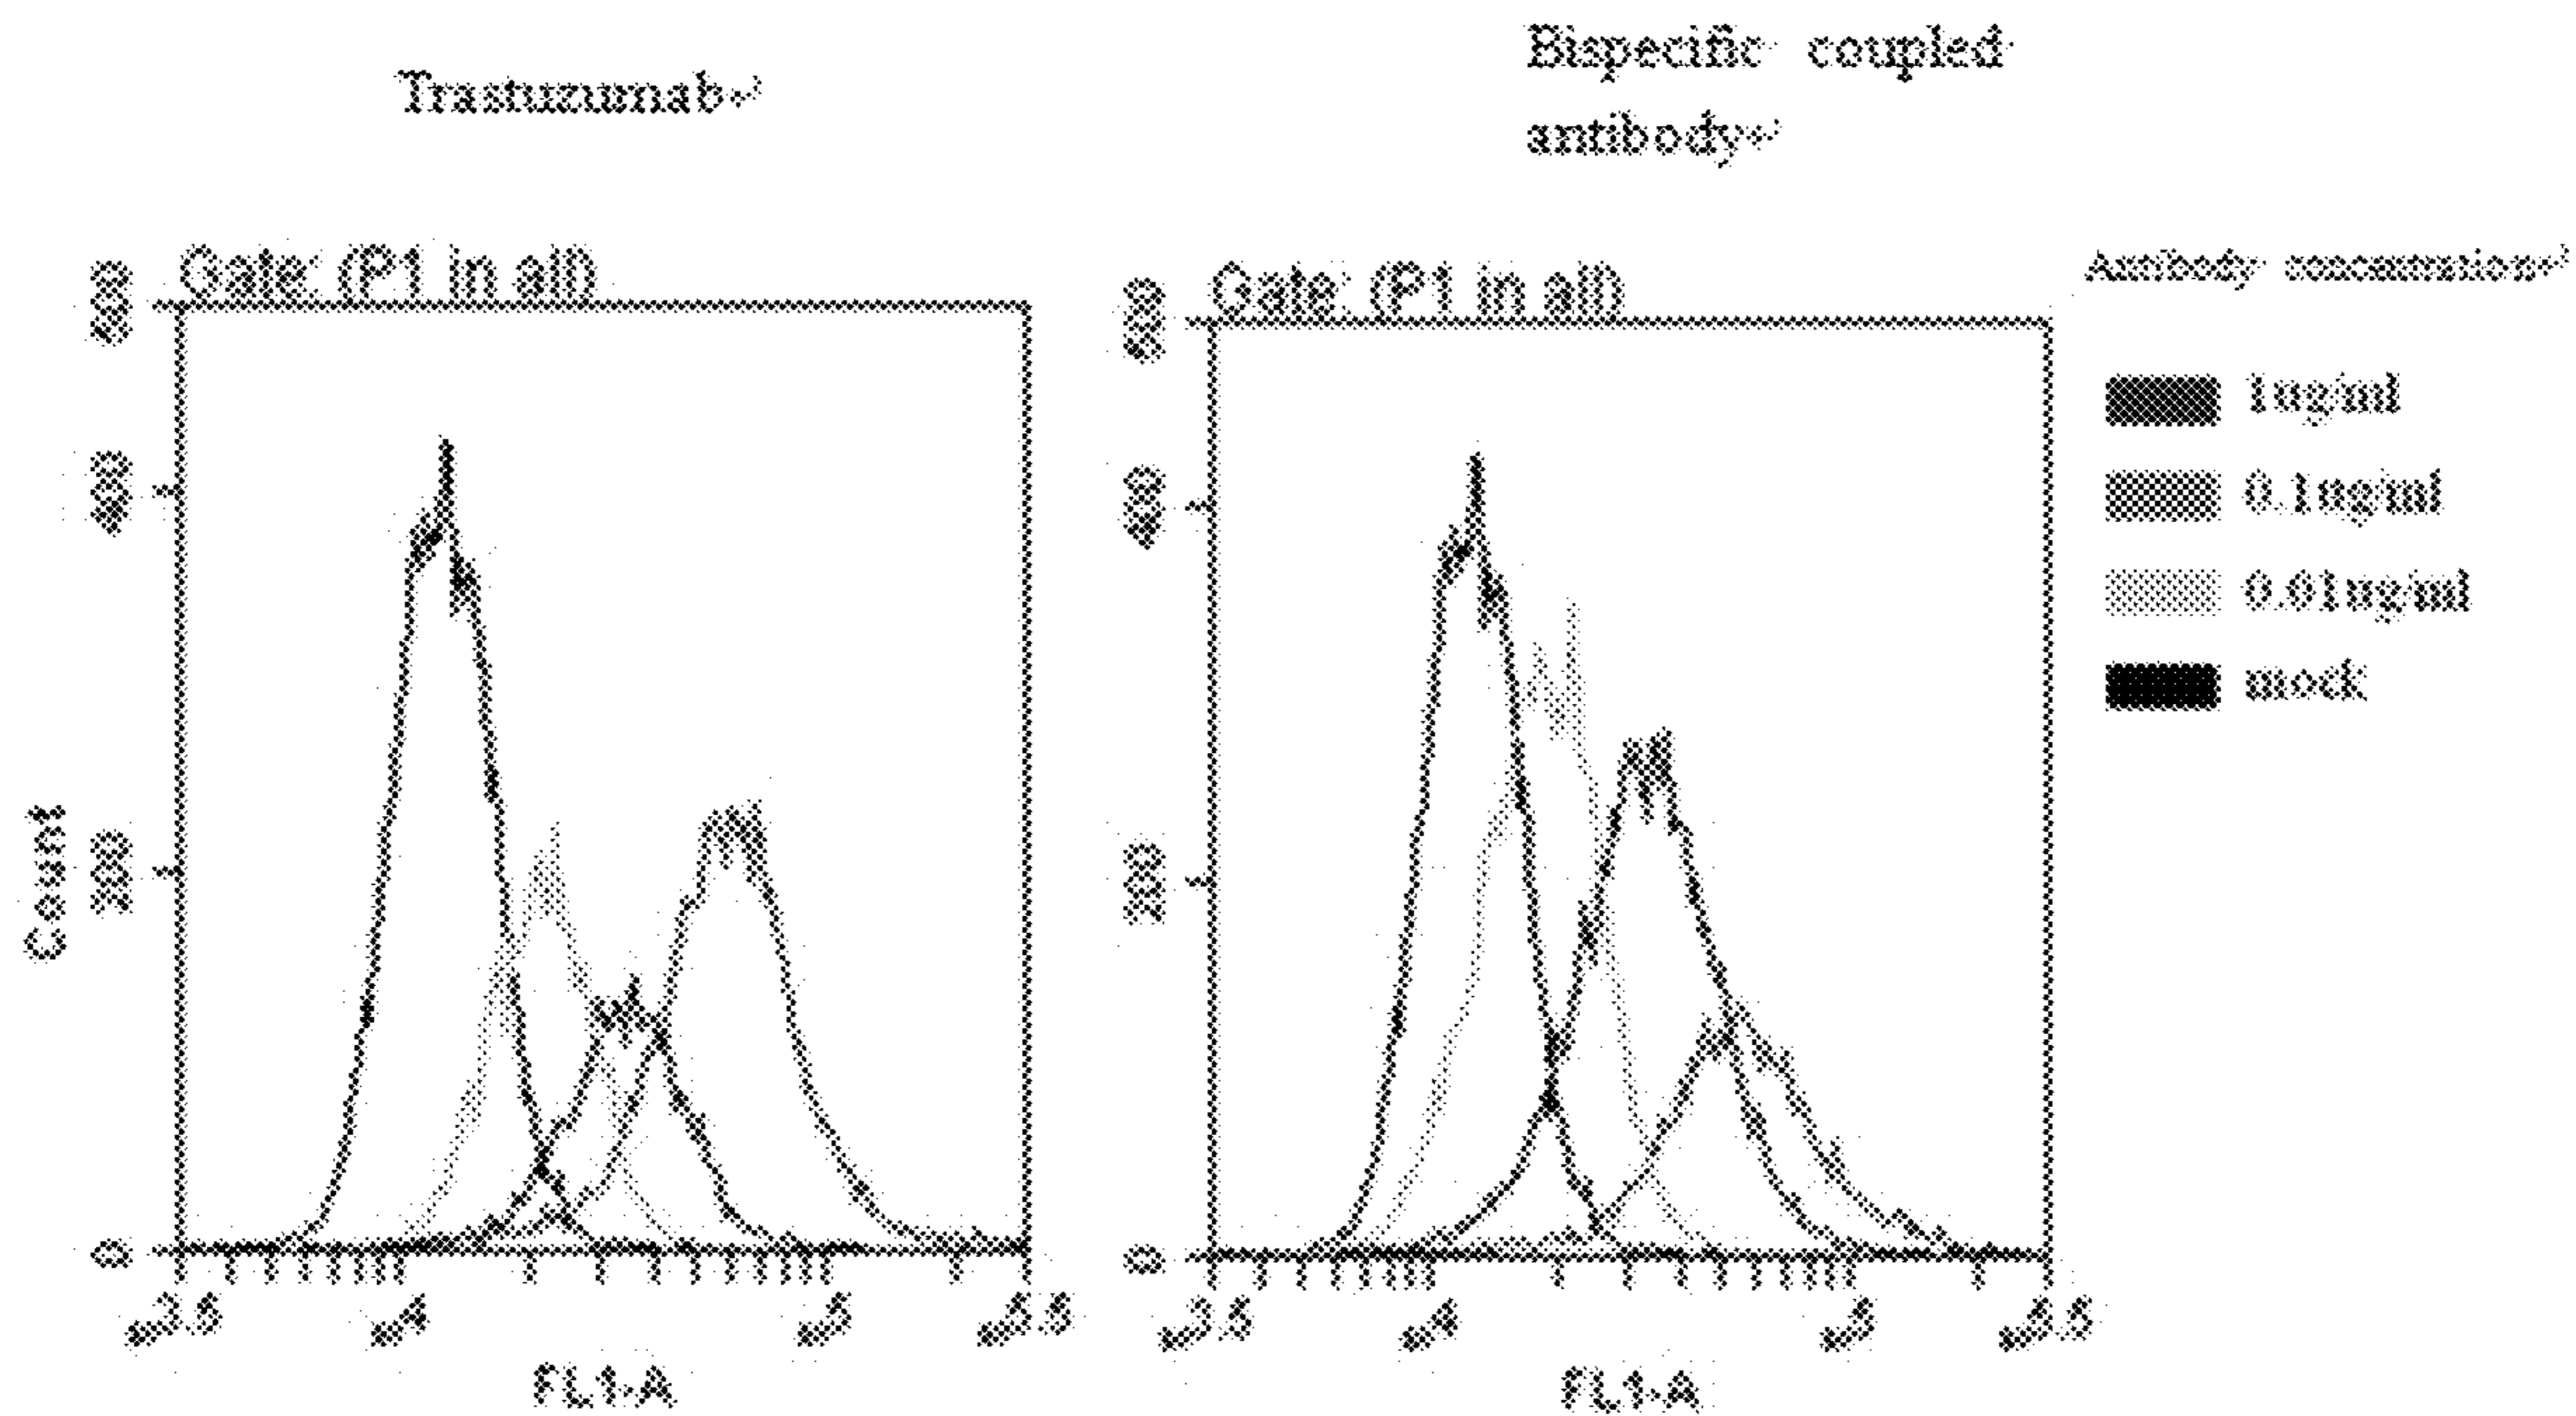 Trastuzumab↵
Bispecific coupled
antibody↵
Gate: (P1 in all)
400
200
0
Count
FL1-A
Gate: (P1 in all)
400
200
0
FL1-A
Antibody concentration↵
1ug/ml
0.1ug/ml
0.01ug/ml
mock